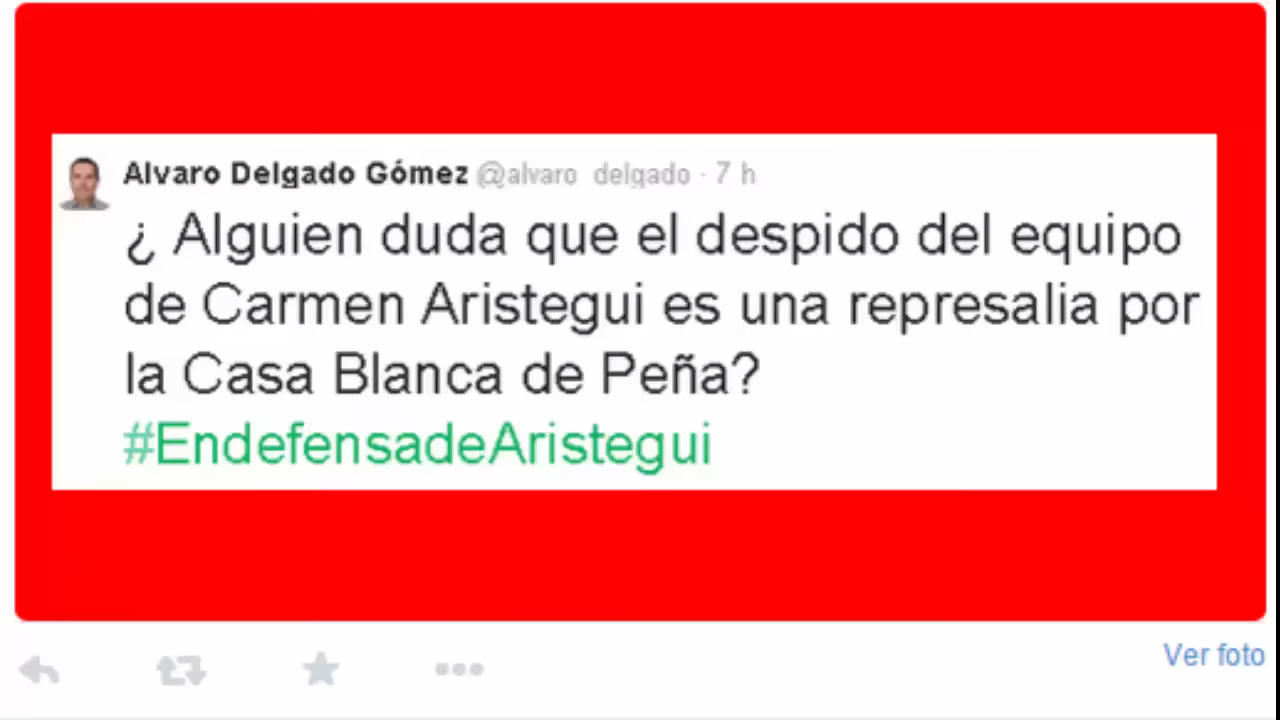 Alvaro Delgado Gómez @alvaro_delgado · 7 h
¿ Alguien duda que el despido del equipo
de Carmen Aristegui es una represalia por
la Casa Blanca de Peña?
#EndefensadeAristegui
Ver foto